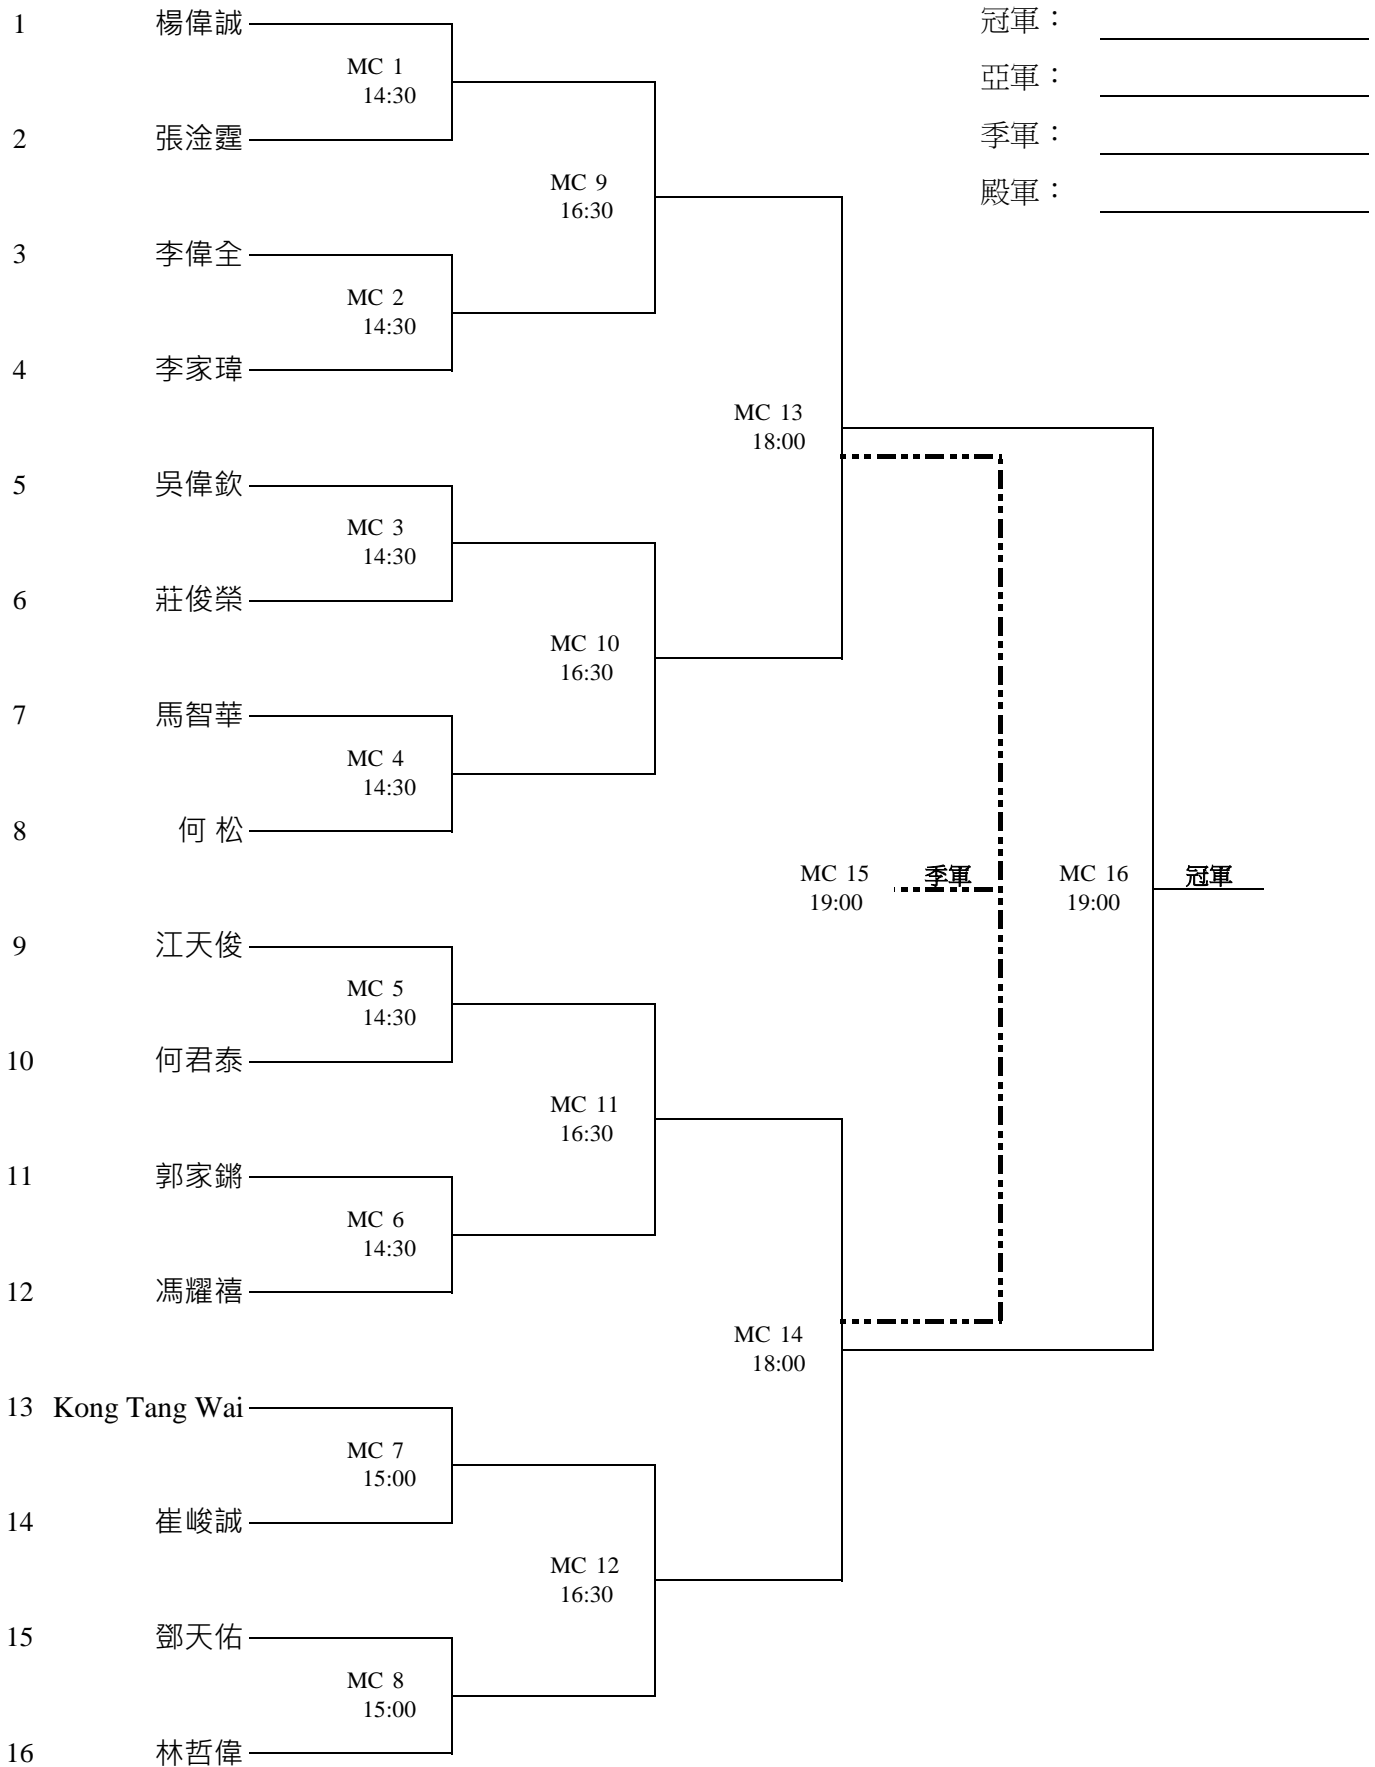 1 楊偉誠
冠軍：
MC 1
14:30
亞軍：
2 張淦霆
季軍：
MC 9
16:30
殿軍：
3 李偉全
MC 2
14:30
4 李家瑋
MC 13
18:00
5 吳偉欽
MC 3
14:30
6 莊俊榮
MC 10
16:30
7 馬智華
MC 4
14:30
8 何 松
MC 15
19:00
季軍
MC 16
19:00
冠軍
9 江天俊
MC 5
14:30
10 何君泰
MC 11
16:30
11 郭家鏘
MC 6
14:30
12 馮耀禧
MC 14
18:00
13 Kong Tang Wai
MC 7
15:00
14 崔峻誠
MC 12
16:30
15 鄧天佑
MC 8
15:00
16 林哲偉